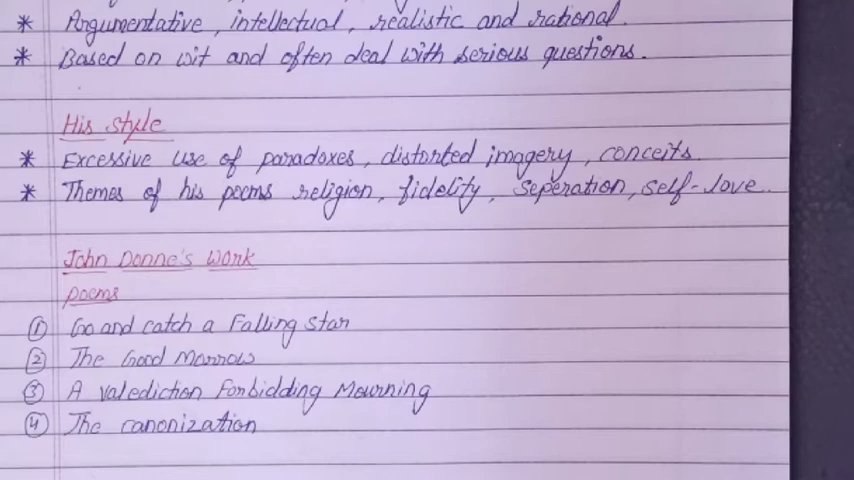 * Argumentative, intellectual, realistic and rational.
* Based on wit and often deal with serious questions.
His style
* Excessive use of paradoxes, distorted imagery, conceits.
* Themes of his poems religion, fidelity, seperation, self-love.
John Donne's Work
Poems
① Go and catch a Falling Star
② The Good Morrow
③ A valediction Forbidding Mourning
④ The canonization